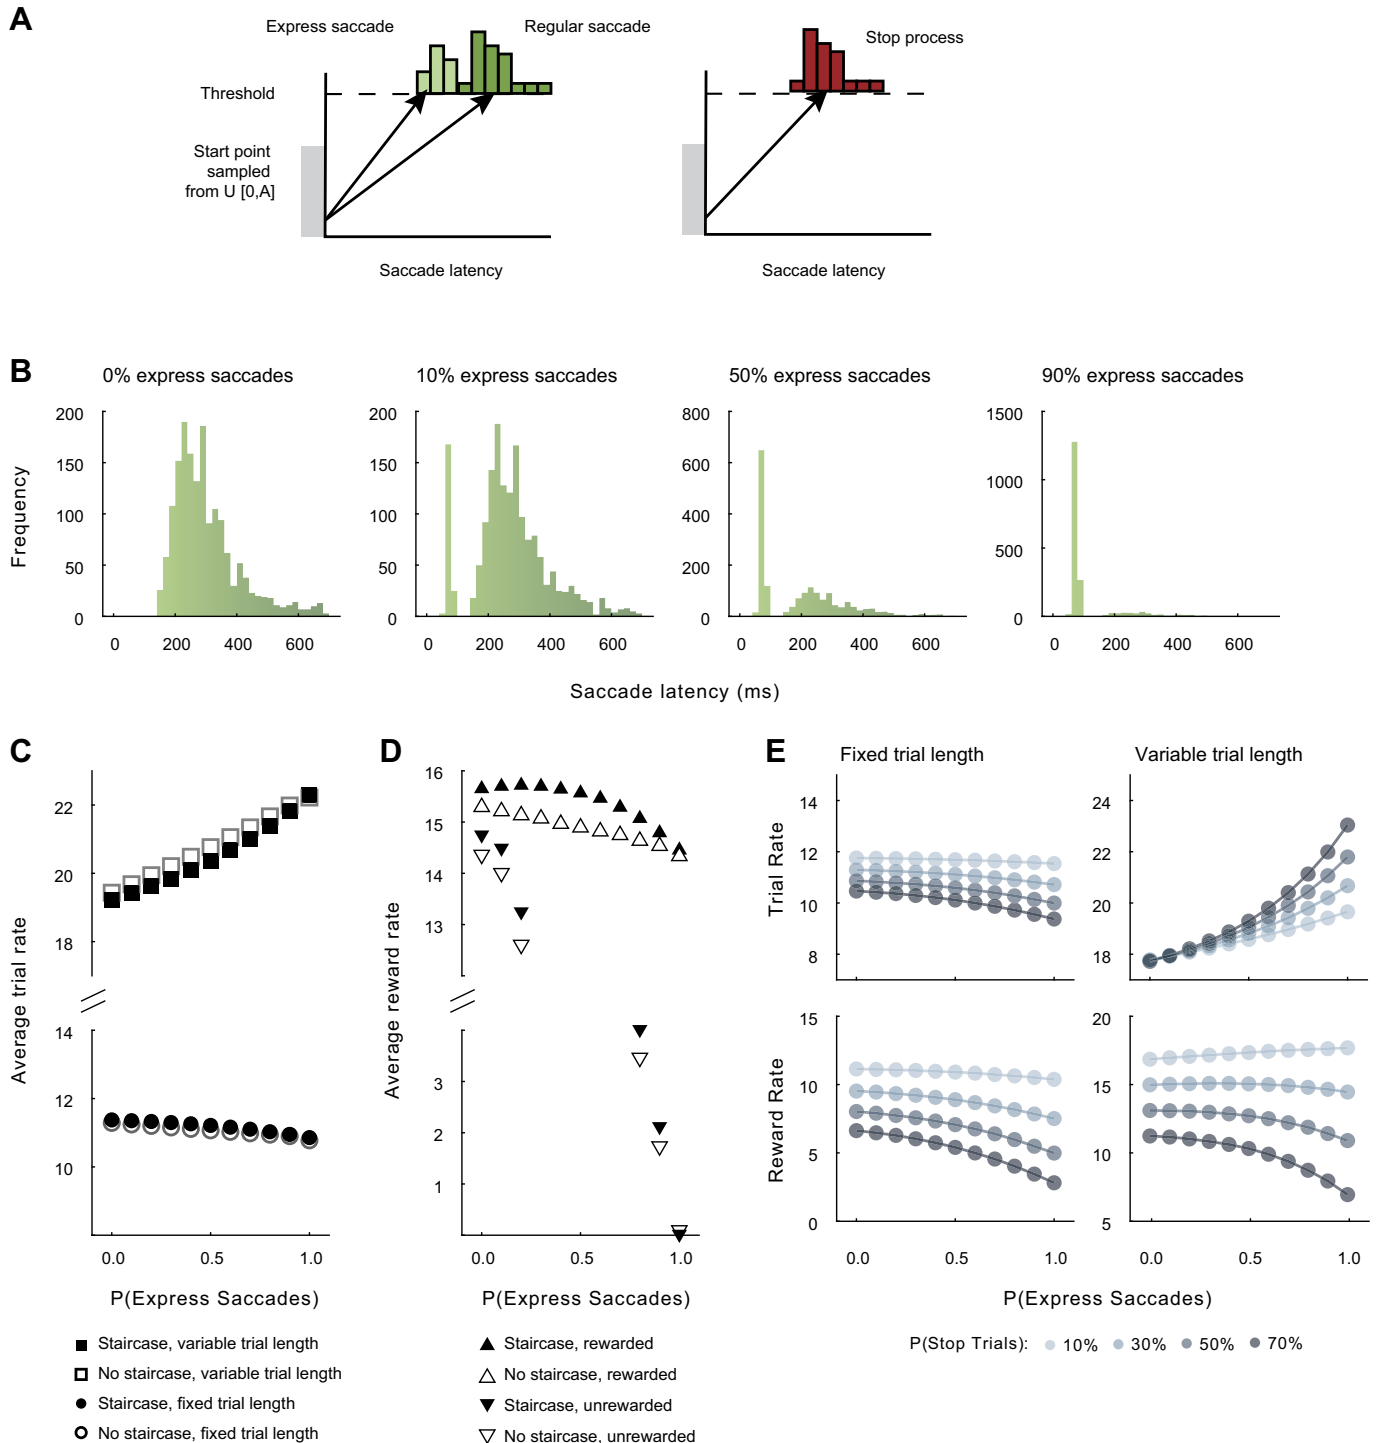 A
Express saccade
Regular saccade
Stop process
Threshold
Start point
sampled
from U [0,A]
Saccade latency
Saccade latency
B
0% express saccades
10% express saccades
50% express saccades
90% express saccades
Frequency
200
150
100
50
0
0 200 400 600
200
150
100
50
0
0 200 400 600
800
600
400
200
0
0 200 400 600
1500
1000
500
0
0 200 400 600
Saccade latency (ms)
C
Average trial rate
22
20
18
14
12
10
0.0 0.5 1.0
P(Express Saccades)
Staircase, variable trial length
No staircase, variable trial length
Staircase, fixed trial length
No staircase, fixed trial length
D
Average reward rate
16
15
14
13
3
2
1
0.0 0.5 1.0
P(Express Saccades)
Staircase, rewarded
No staircase, rewarded
Staircase, unrewarded
No staircase, unrewarded
E
Fixed trial length
Variable trial length
Trial Rate
14
12
10
8
24
22
20
18
Reward Rate
15
10
5
0
0.0 0.5 1.0
20
15
10
5
0.0 0.5 1.0
P(Express Saccades)
P(Stop Trials): 10% 30% 50% 70%